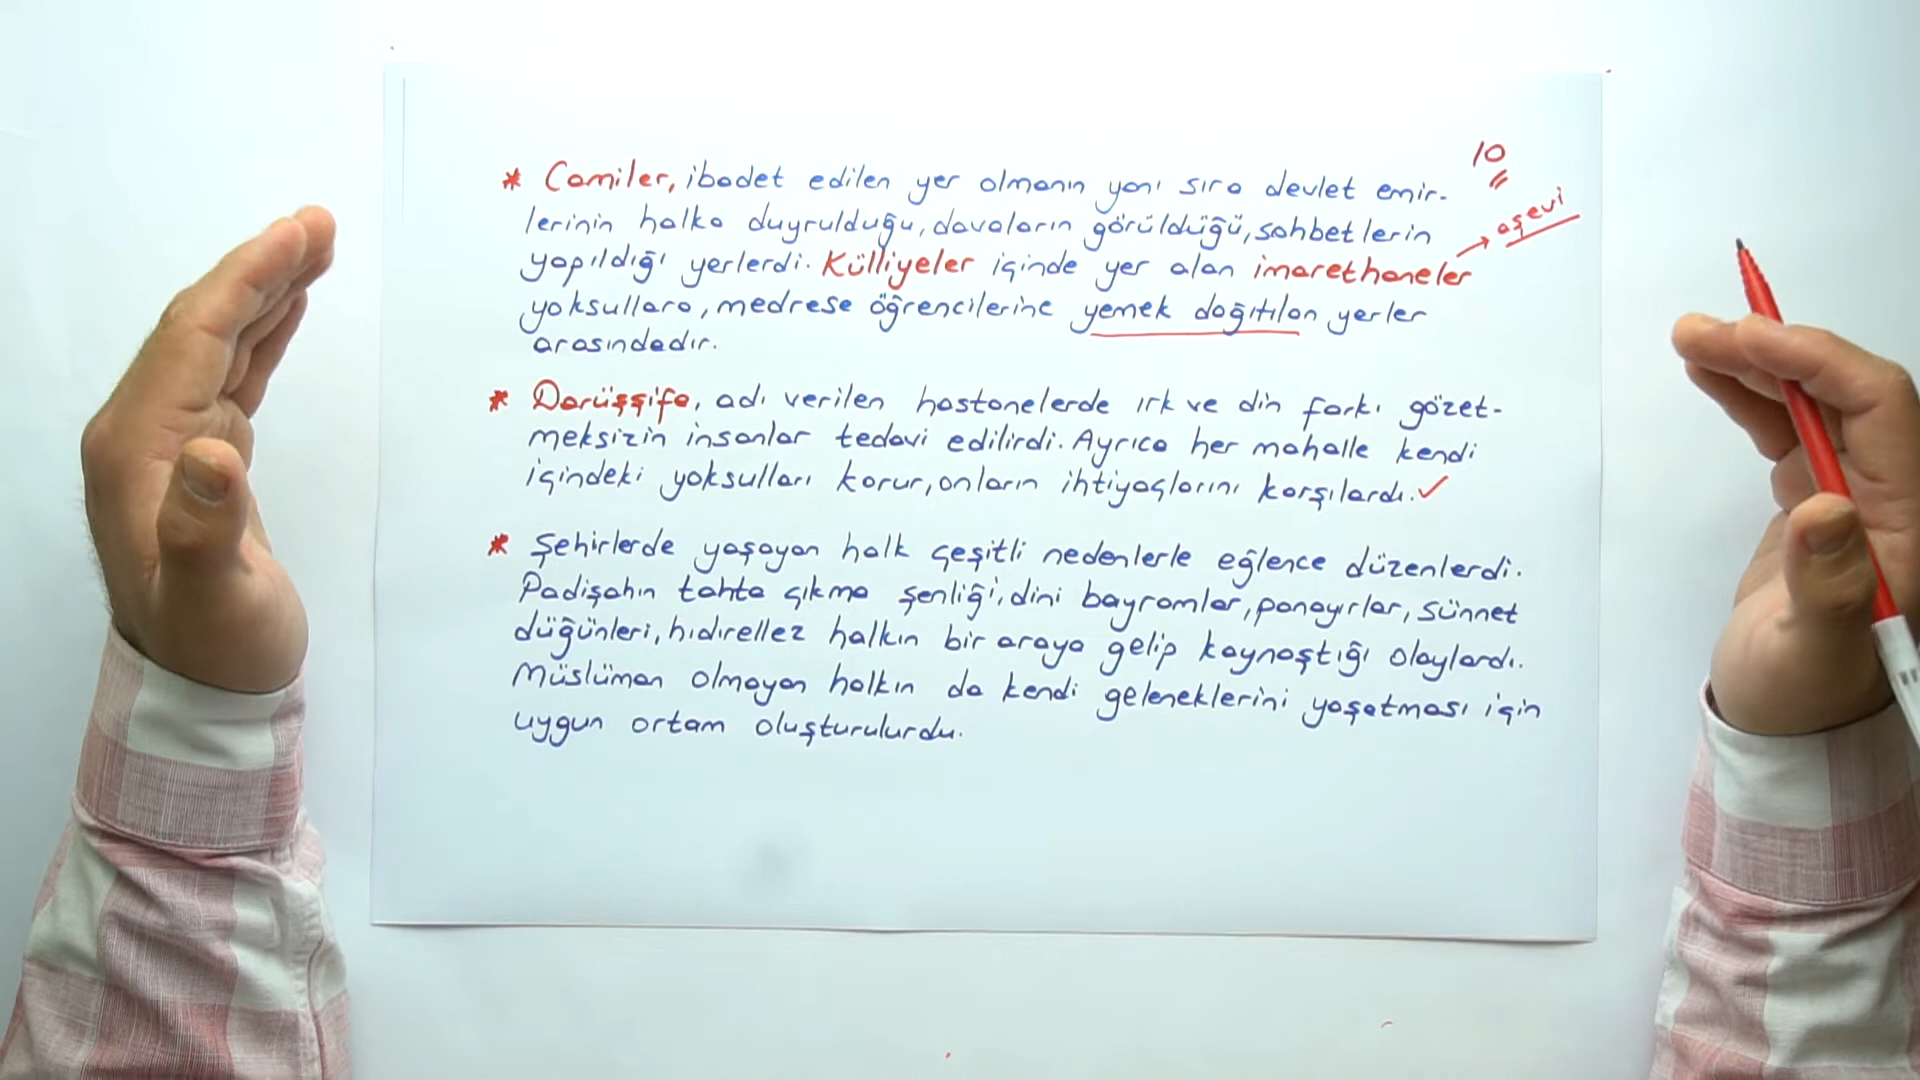 10
* Camiler, ibadet edilen yer olmanın yanı sıra devlet emir-
lerinin halka duyrulduğu, davaların görüldüğü, sohbetlerin
yapıldığı yerlerdi. Külliyeler içinde yer alan imarethaneler → aşevi
yoksullara, medrese öğrencilerine yemek dağıtılan yerler
arasındadır.
* Darüşşifa, adı verilen hastanelerde ırk ve din farkı gözet-
meksizin insanlar tedavi edilirdi. Ayrıca her mahalle kendi
içindeki yoksulları korur, onların ihtiyaçlarını karşılardı. ✓
* Şehirlerde yaşayan halk çeşitli nedenlerle eğlence düzenlerdi.
Padişahın tahta çıkma şenliği, dini bayramlar, panayırlar, sünnet
düğünleri, hıdırellez halkın bir araya gelip kaynaştığı olaylardı.
Müslüman olmayan halkın da kendi geleneklerini yaşatması için
uygun ortam oluşturulurdu.